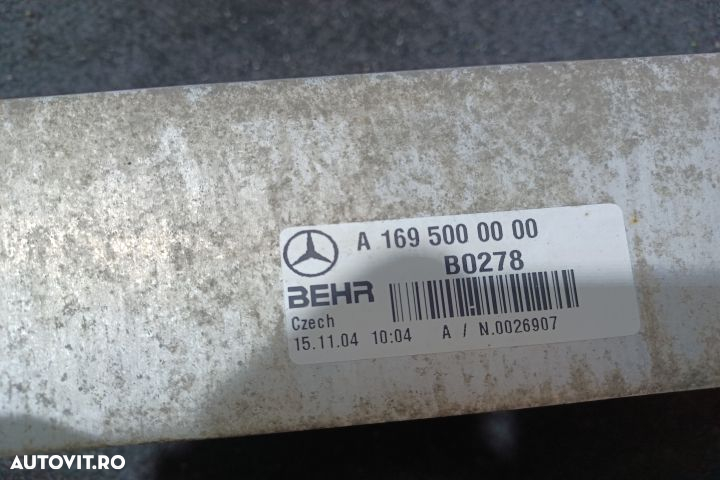 A 169 500 00 00
B0278
BEHR
Czech
15.11.04 10:04 A / N.0026907
AUTOVIT.RO